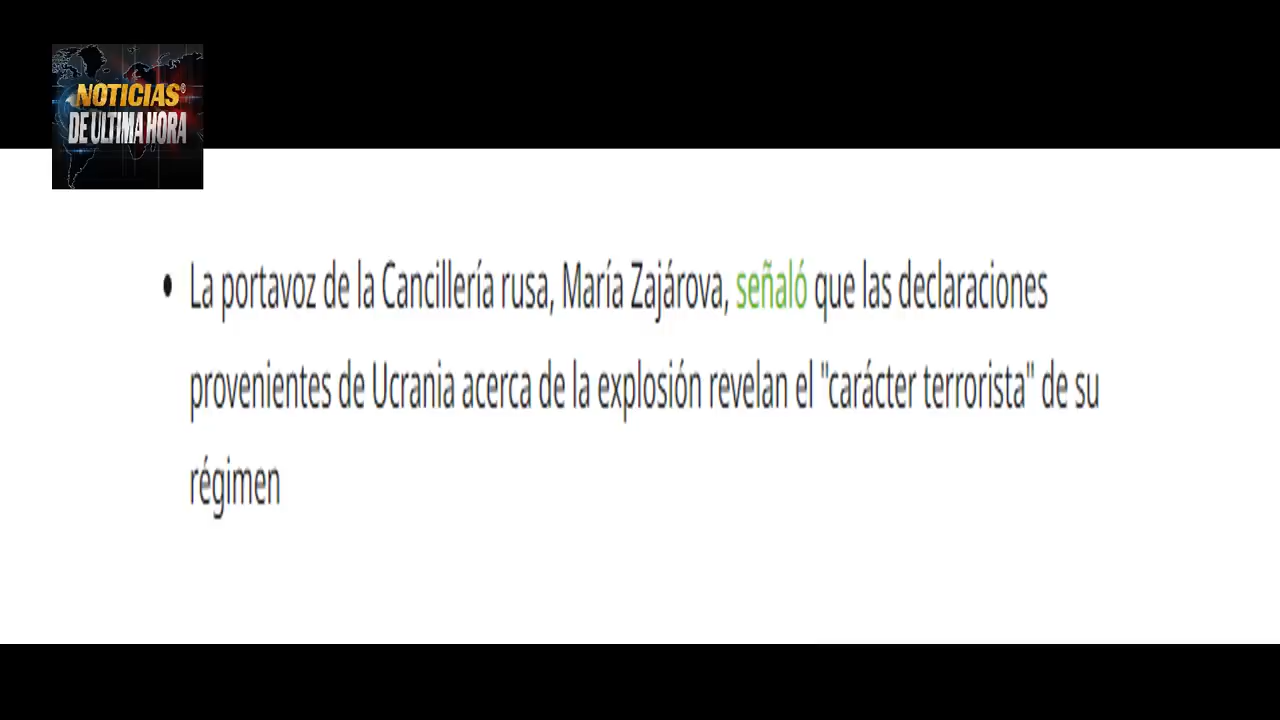 NOTICIAS®
DE ULTIMA HORA
• La portavoz de la Cancillería rusa, María Zajárova, señaló que las declaraciones
provenientes de Ucrania acerca de la explosión revelan el "carácter terrorista" de su
régimen